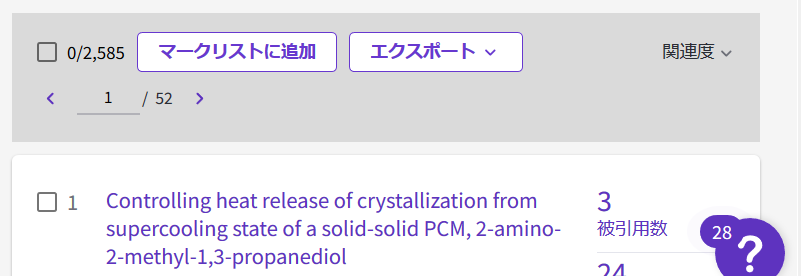 0/2,585 マークリストに追加 エクスポート 関連度
1 / 52
1 Controlling heat release of crystallization from
supercooling state of a solid-solid PCM, 2-amino-
2-methyl-1,3-propanediol
3
被引用数
28 ?
24